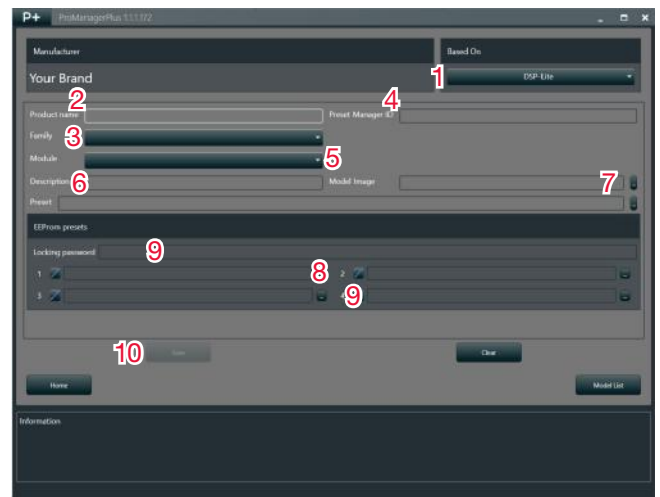 P+ ProManagerPlus 1.1.1.172
Manufacturer
Based On
Your Brand
1
DSP-Lite
2
4
Product name
Preset Manager ID
Family
3
Module
5
Description
6
Model Image
7
Preset
EEProm presets
Locking password
9
1
8
2
3
9
10
Save
Clear
Home
Model List
Information